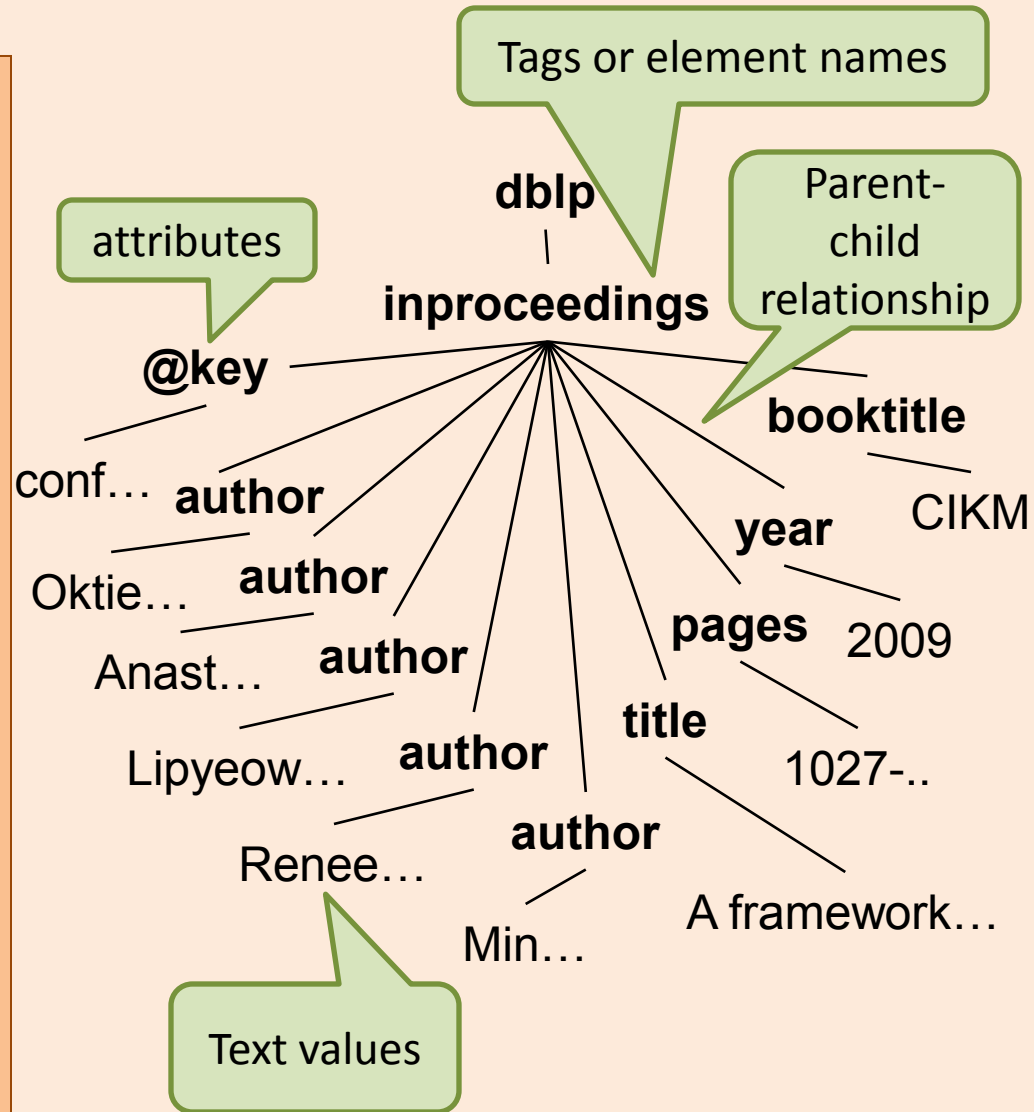 Tags or element names
dblp
Parent-
child
relationship
attributes
inproceedings
@key
booktitle
conf…
author
CIKM
year
Oktie…
author
pages
2009
Anast…
author
title
Lipyeow…
author
1027-..
author
Renee…
A framework…
Min…
Text values